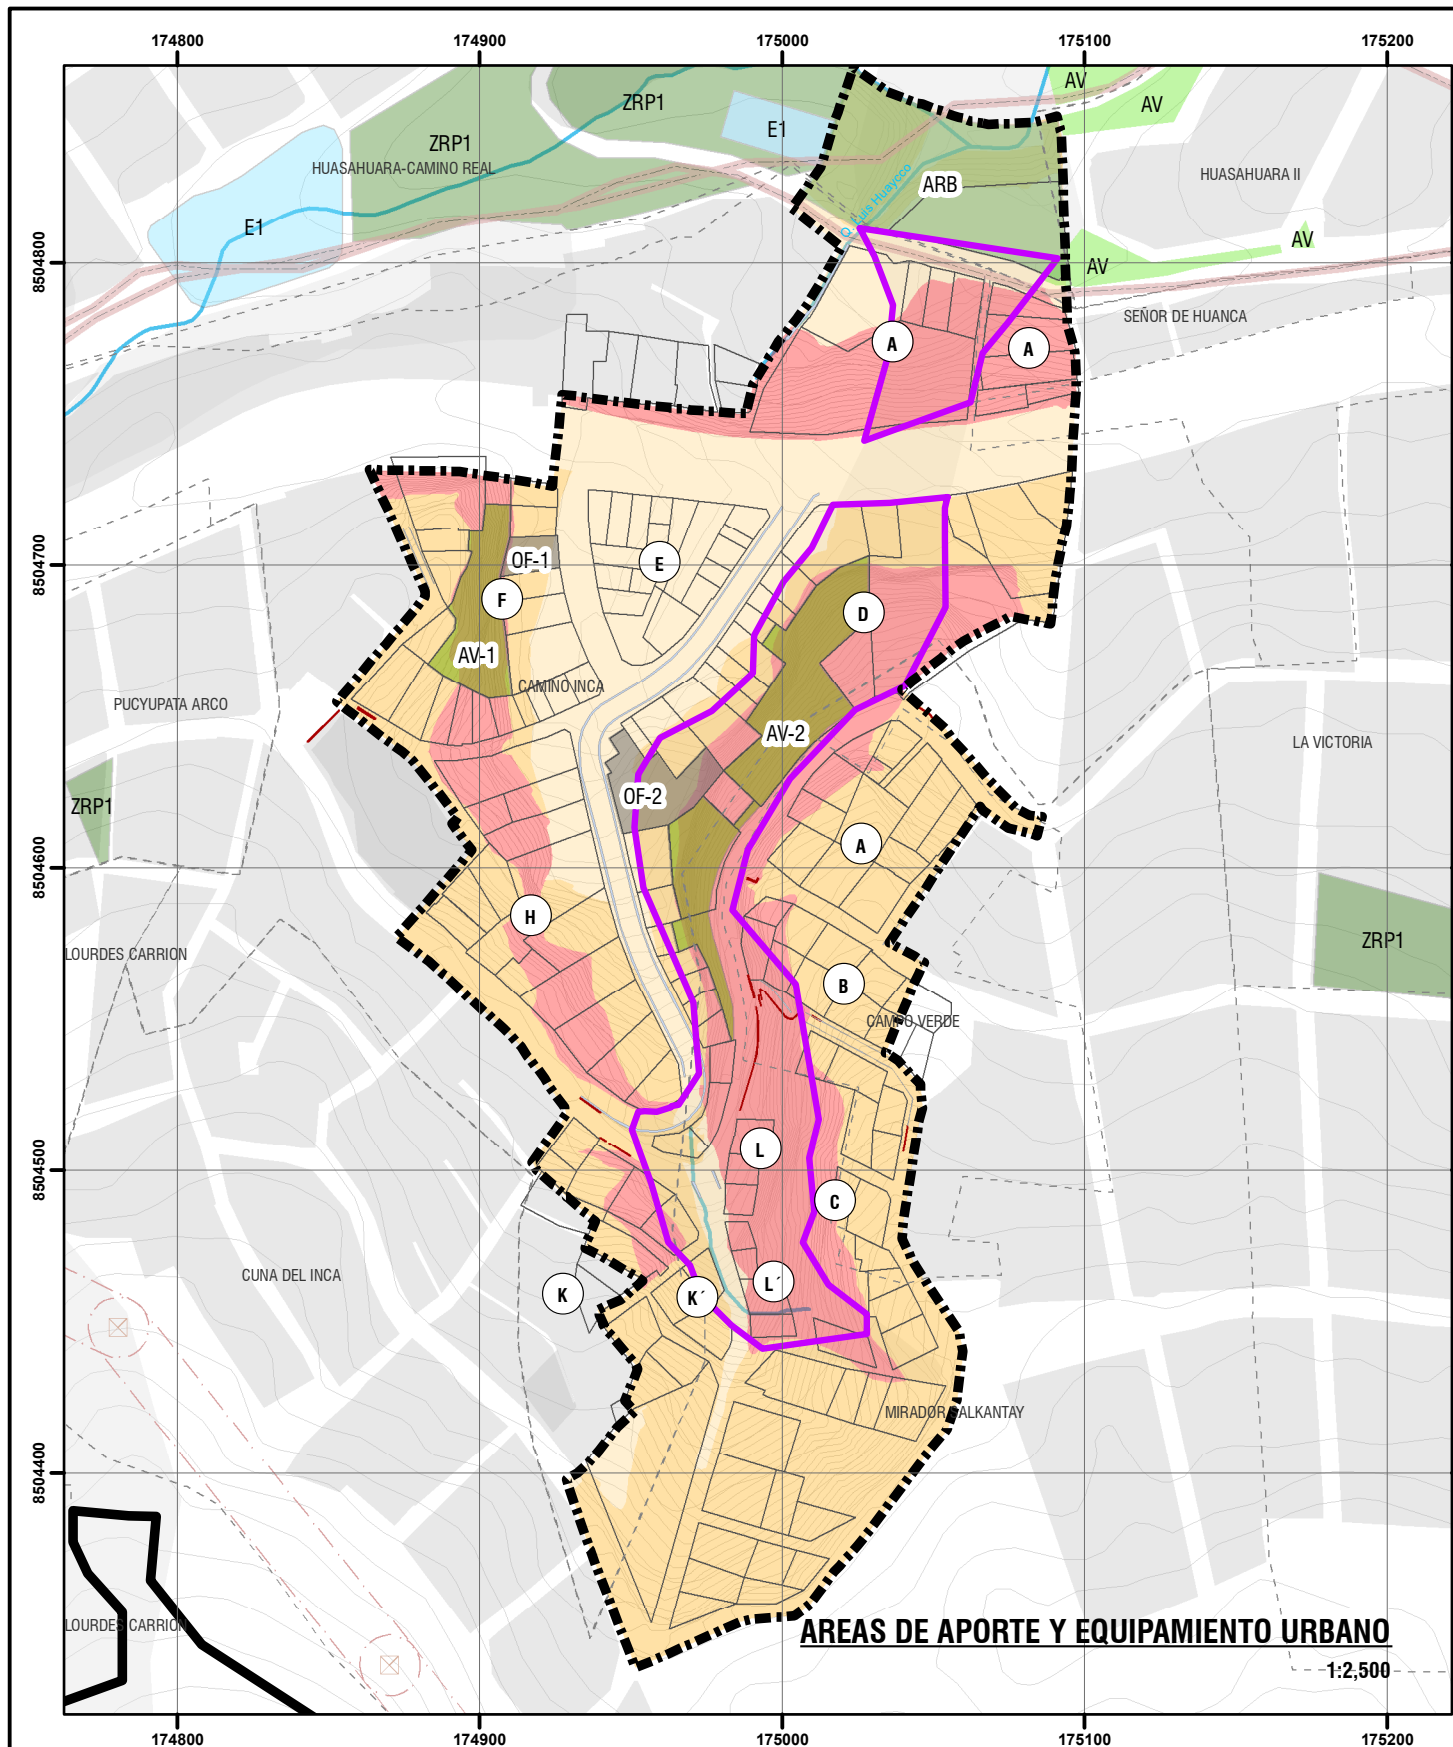 174800
174900
175000
175100
175200
AV
ZRP1
AV
E1
ZRP1
HUASAHUARA-CAMINO REAL
HUASAHUARA II
ARB
Q. Luis Huaycco
E1
AV
8504800
AV
SEÑOR DE HUANCA
A
A
OF-1
E
8504700
F
D
AV-1
CAMINO INCA
PUCYUPATA ARCO
AV-2
LA VICTORIA
OF-2
ZRP1
A
8504600
H
ZRP1
LOURDES CARRION
B
CAMPO VERDE
L
8504500
C
CUNA DEL INCA
L´
K
K´
MIRADOR SALKANTAY
8504400
LOURDES CARRION
AREAS DE APORTE Y EQUIPAMIENTO URBANO
1:2,500
174800
174900
175000
175100
175200